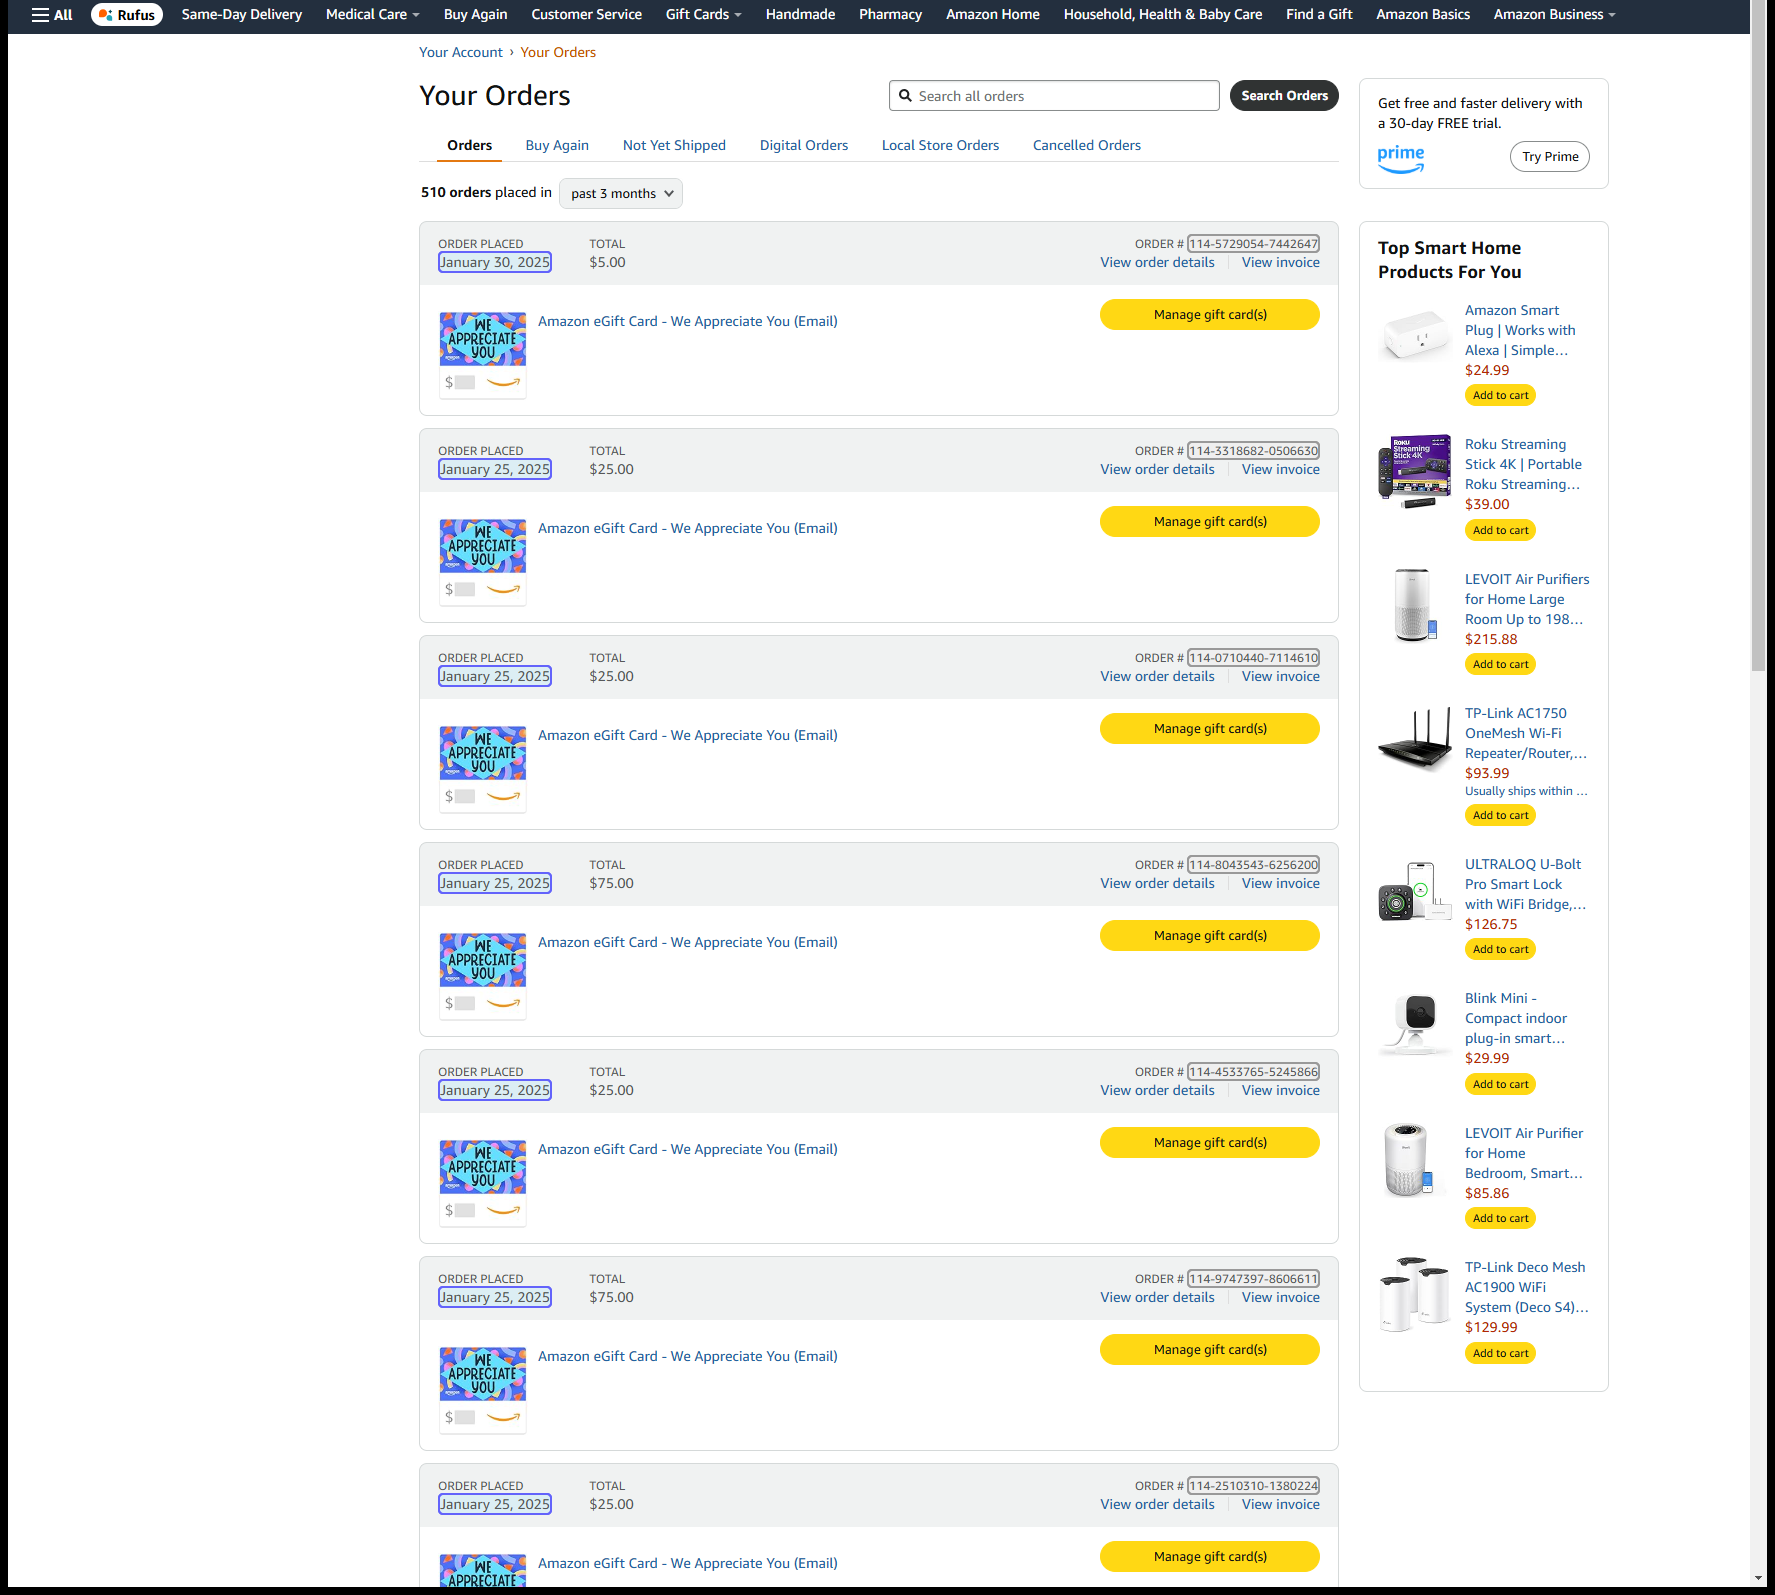 All
Rufus
Same-Day Delivery
Medical Care
Buy Again
Customer Service
Gift Cards
Handmade
Pharmacy
Amazon Home
Household, Health & Baby Care
Find a Gift
Amazon Basics
Amazon Business
Your Account › Your Orders
Your Orders
Search all orders
Search Orders
Orders
Buy Again
Not Yet Shipped
Digital Orders
Local Store Orders
Cancelled Orders
510 orders placed in past 3 months
ORDER PLACED
January 30, 2025
TOTAL
$5.00
ORDER # 114-5729054-7442647
View order details
View invoice
WE
APPRECIATE
YOU
amazon
$
Amazon eGift Card - We Appreciate You (Email)
Manage gift card(s)
ORDER PLACED
January 25, 2025
TOTAL
$25.00
ORDER # 114-3318682-0506630
View order details
View invoice
WE
APPRECIATE
YOU
amazon
$
Amazon eGift Card - We Appreciate You (Email)
Manage gift card(s)
ORDER PLACED
January 25, 2025
TOTAL
$25.00
ORDER # 114-0710440-7114610
View order details
View invoice
WE
APPRECIATE
YOU
amazon
$
Amazon eGift Card - We Appreciate You (Email)
Manage gift card(s)
ORDER PLACED
January 25, 2025
TOTAL
$75.00
ORDER # 114-8043543-6256200
View order details
View invoice
WE
APPRECIATE
YOU
amazon
$
Amazon eGift Card - We Appreciate You (Email)
Manage gift card(s)
ORDER PLACED
January 25, 2025
TOTAL
$25.00
ORDER # 114-4533765-5245866
View order details
View invoice
WE
APPRECIATE
YOU
amazon
$
Amazon eGift Card - We Appreciate You (Email)
Manage gift card(s)
ORDER PLACED
January 25, 2025
TOTAL
$75.00
ORDER # 114-9747397-8606611
View order details
View invoice
WE
APPRECIATE
YOU
amazon
$
Amazon eGift Card - We Appreciate You (Email)
Manage gift card(s)
ORDER PLACED
January 25, 2025
TOTAL
$25.00
ORDER # 114-2510310-1380224
View order details
View invoice
WE
APPRECIATE
Amazon eGift Card - We Appreciate You (Email)
Manage gift card(s)
Get free and faster delivery with
a 30-day FREE trial.
prime
Try Prime
Top Smart Home
Products For You
Amazon Smart
Plug | Works with
Alexa | Simple...
$24.99
Add to cart
Roku
Streaming
Stick 4K
Roku Streaming
Stick 4K | Portable
Roku Streaming...
$39.00
Add to cart
LEVOIT Air Purifiers
for Home Large
Room Up to 198...
$215.88
Add to cart
TP-Link AC1750
OneMesh Wi-Fi
Repeater/Router,...
$93.99
Usually ships within ...
Add to cart
ULTRALOQ U-Bolt
Pro Smart Lock
with WiFi Bridge,...
$126.75
Add to cart
Blink Mini -
Compact indoor
plug-in smart...
$29.99
Add to cart
LEVOIT Air Purifier
for Home
Bedroom, Smart...
$85.86
Add to cart
TP-Link Deco Mesh
AC1900 WiFi
System (Deco S4)...
$129.99
Add to cart